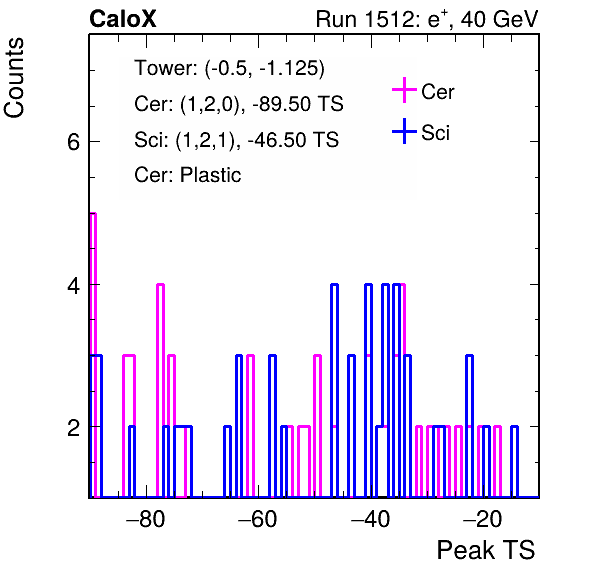 CaloX Run 1512: e⁺, 40 GeV
Counts
Tower: (-0.5, -1.125)
Cer: (1,2,0), -89.50 TS
Sci: (1,2,1), -46.50 TS
Cer: Plastic
Cer
Sci
6
4
2
−80 −60 −40 −20
Peak TS